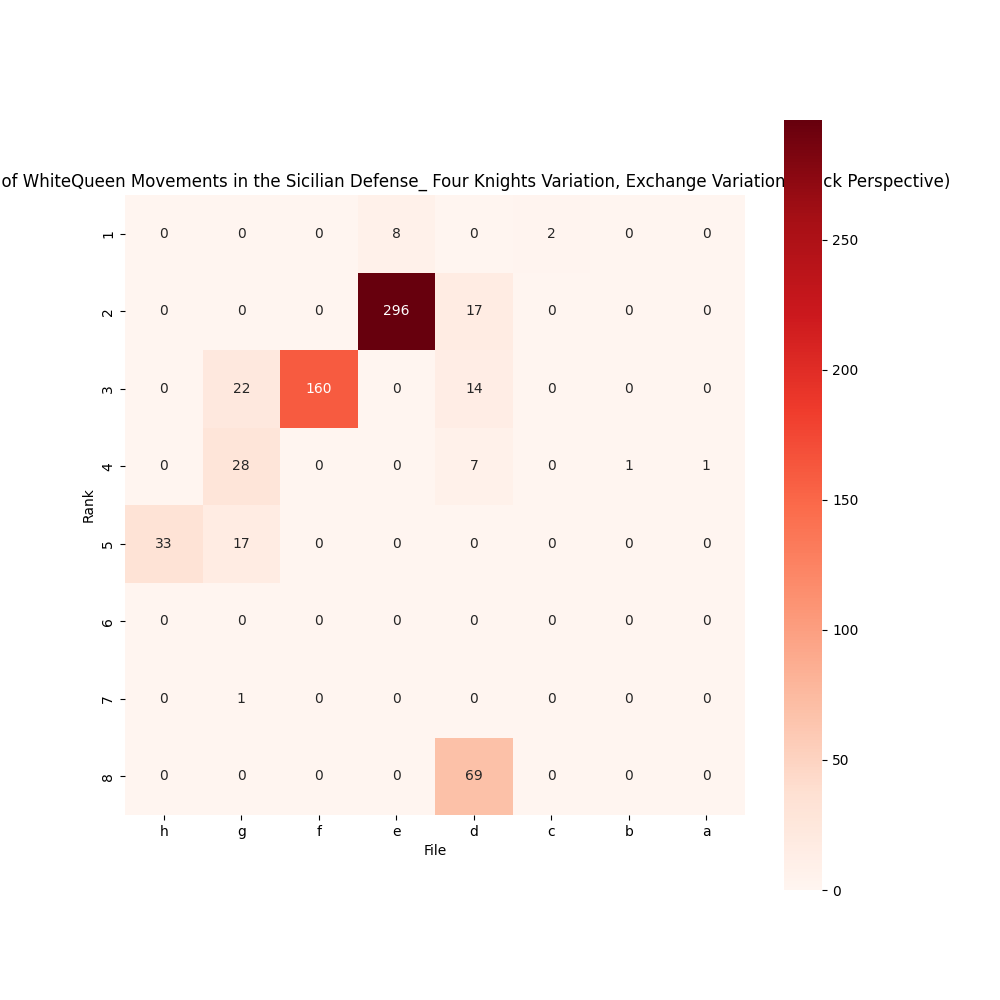 of WhiteQueen Movements in the Sicilian Defense_ Four Knights Variation, Exchange Variation ck Perspective)
1 0 0 0 8 0 2 0 0
2 0 0 0 296 17 0 0 0
3 0 22 160 0 14 0 0 0
4 0 28 0 0 7 0 1 1
5 33 17 0 0 0 0 0 0
6 0 0 0 0 0 0 0 0
7 0 1 0 0 0 0 0 0
8 0 0 0 0 69 0 0 0
h g f e d c b a
File
Rank
250
200
150
100
50
0